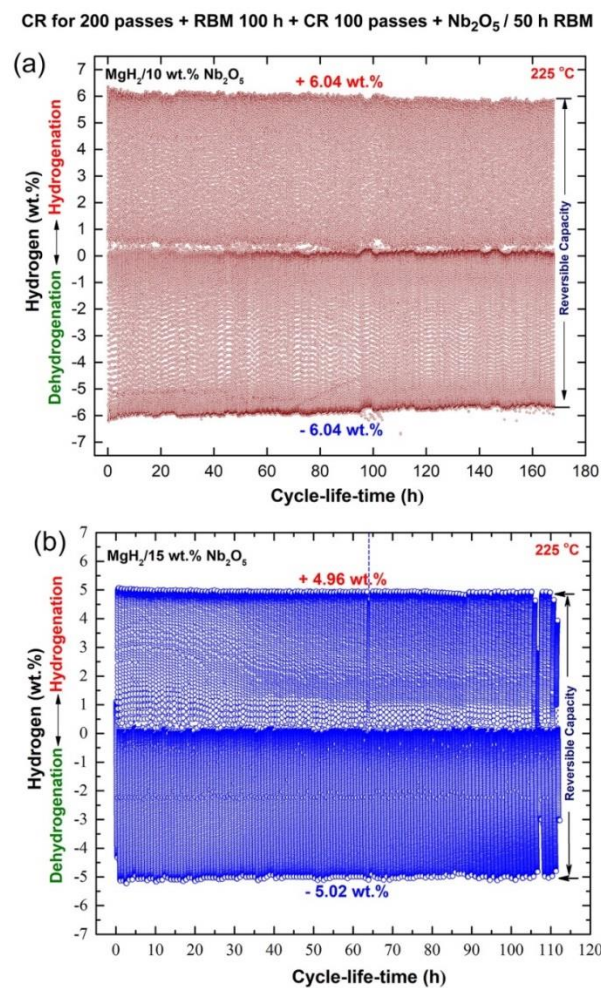 CR for 200 passes + RBM 100 h + CR 100 passes + Nb₂O₅ / 50 h RBM
(a)
MgH₂/10 wt.% Nb₂O₅
+ 6.04 wt.%
225 °C
7
6
5
4
3
2
1
0
-1
-2
-3
-4
-5
-6
-7
Hydrogen (wt.%)
Dehydrogenation
Hydrogenation
Reversible Capacity
- 6.04 wt.%
0 20 40 60 80 100 120 140 160 180
Cycle-life-time (h)
(b)
MgH₂/15 wt.% Nb₂O₅
+ 4.96 wt.%
225 °C
7
6
5
4
3
2
1
0
-1
-2
-3
-4
-5
-6
-7
Hydrogen (wt.%)
Dehydrogenation
Hydrogenation
Reversible Capacity
- 5.02 wt.%
0 10 20 30 40 50 60 70 80 90 100 110 120
Cycle-life-time (h)